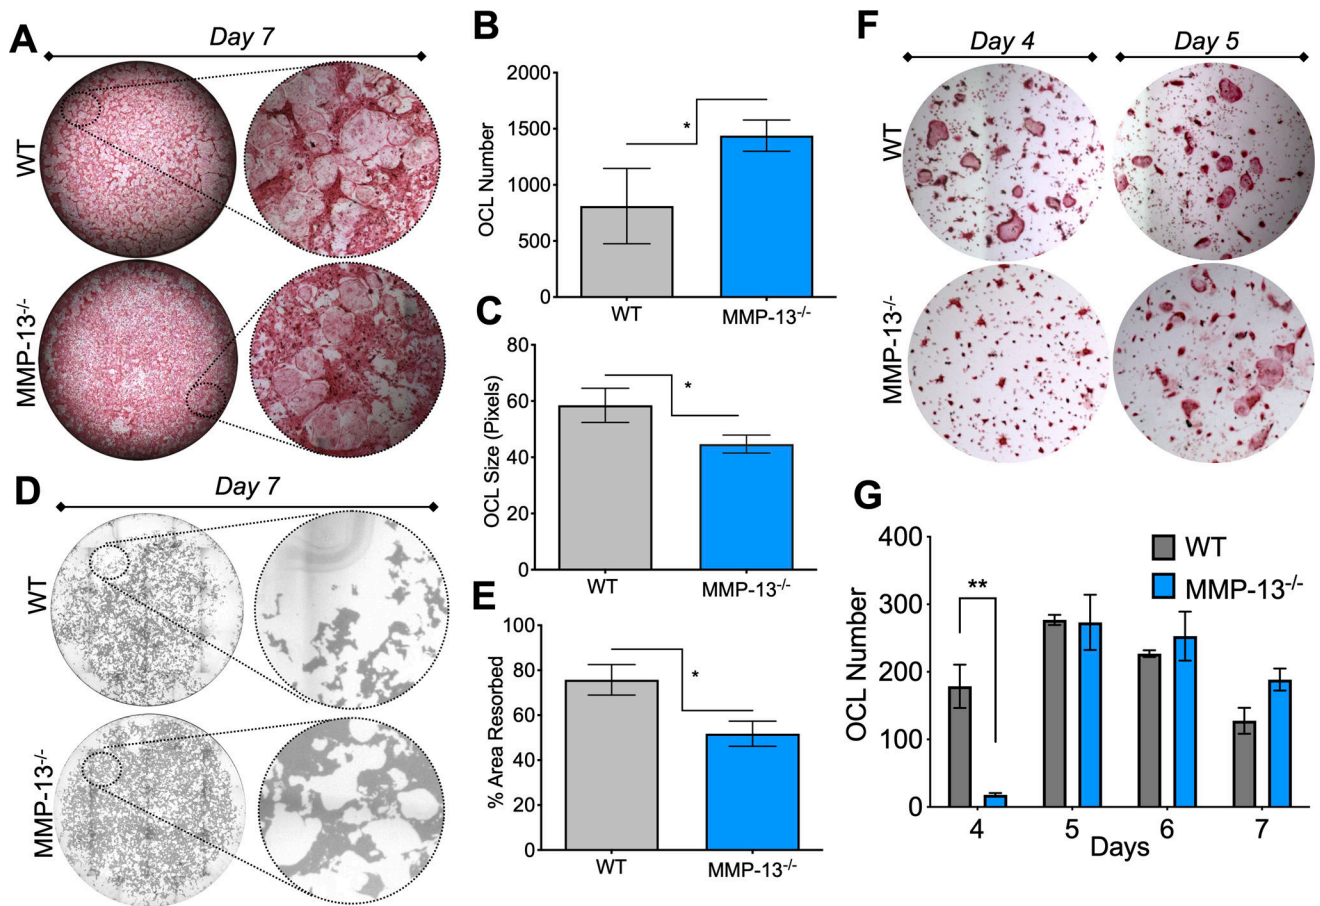 A
Day 7
WT
MMP-13-/-
B
OCL Number
2000
1500
1000
500
0
*
WT
MMP-13-/-
C
OCL Size (Pixels)
80
60
40
20
0
*
WT
MMP-13-/-
D
Day 7
WT
MMP-13-/-
E
% Area Resorbed
100
80
60
40
20
0
*
WT
MMP-13-/-
F
Day 4
Day 5
WT
MMP-13-/-
G
OCL Number
400
300
200
100
0
**
WT
MMP-13-/-
4
5
6
7
Days